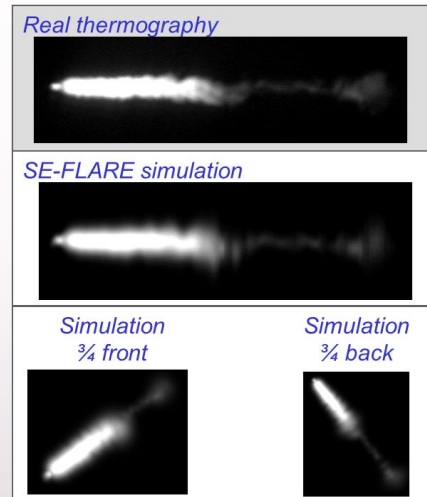 Real thermography
SE-FLARE simulation
Simulation
¾ front
Simulation
¾ back